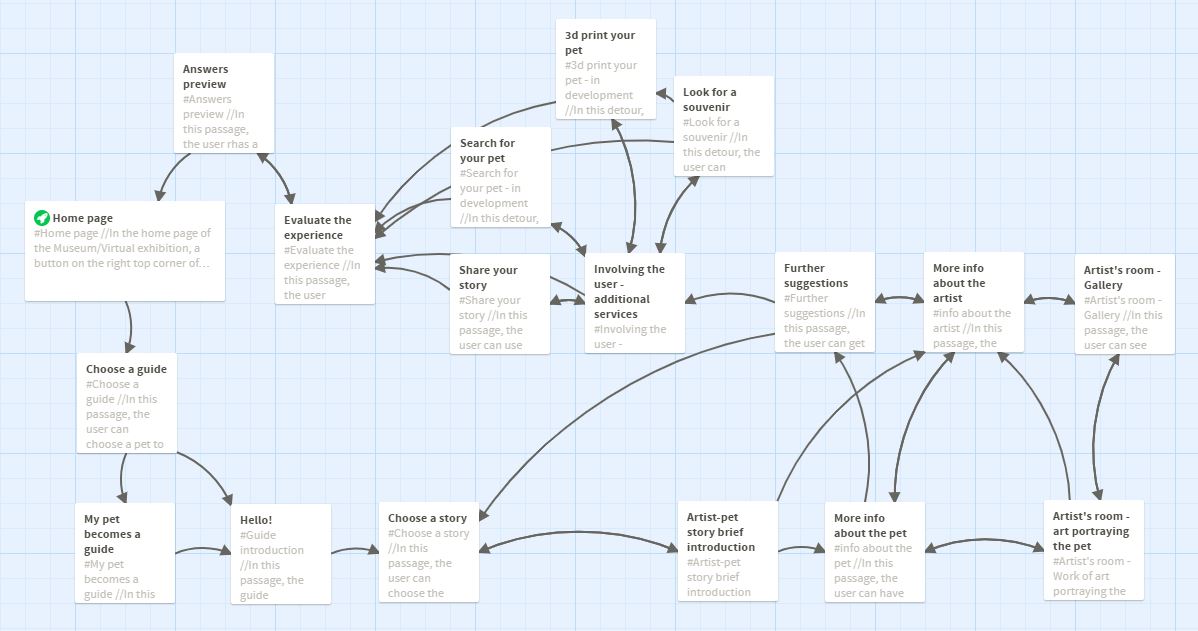 3d print your
pet
#3d print your
pet - in
development
//In this detour,
Answers
preview
#Answers
preview //In
this passage,
the user rhas a
Look for a
souvenir
#Look for a
souvenir //In
this detour, the
user can
Search for
your pet
#Search for
your pet - in
development
//In this detour,
Home page
#Home page //In the home page of
the Museum/Virtual exhibition, a
button on the right top corner of...
Evaluate the
experience
#Evaluate the
experience //In
this passage,
the user
Share your
story
#Share your
story //In this
passage, the
user can use
Involving the
user -
additional
services
#Involving the
user -
Further
suggestions
#Further
suggestions //In
this passage,
the user can get
More info
about the
artist
#info about the
artist //In this
passage, the
Artist's room -
Gallery
#Artist's room -
Gallery //In this
passage, the
user can see
Choose a guide
#Choose a
guide //In this
passage, the
user can
choose a pet to
My pet
becomes a
guide
#My pet
becomes a
guide //In this
Hello!
#Guide
introduction
//In this
passage, the
guide
Choose a story
#Choose a story
//In this
passage, the
user can
choose the
Artist-pet
story brief
introduction
#Artist-pet
story brief
introduction
More info
about the pet
#info about the
pet //In this
passage, the
user can have
Artist's room -
art portraying
the pet
#Artist's room -
Work of art
portraying the